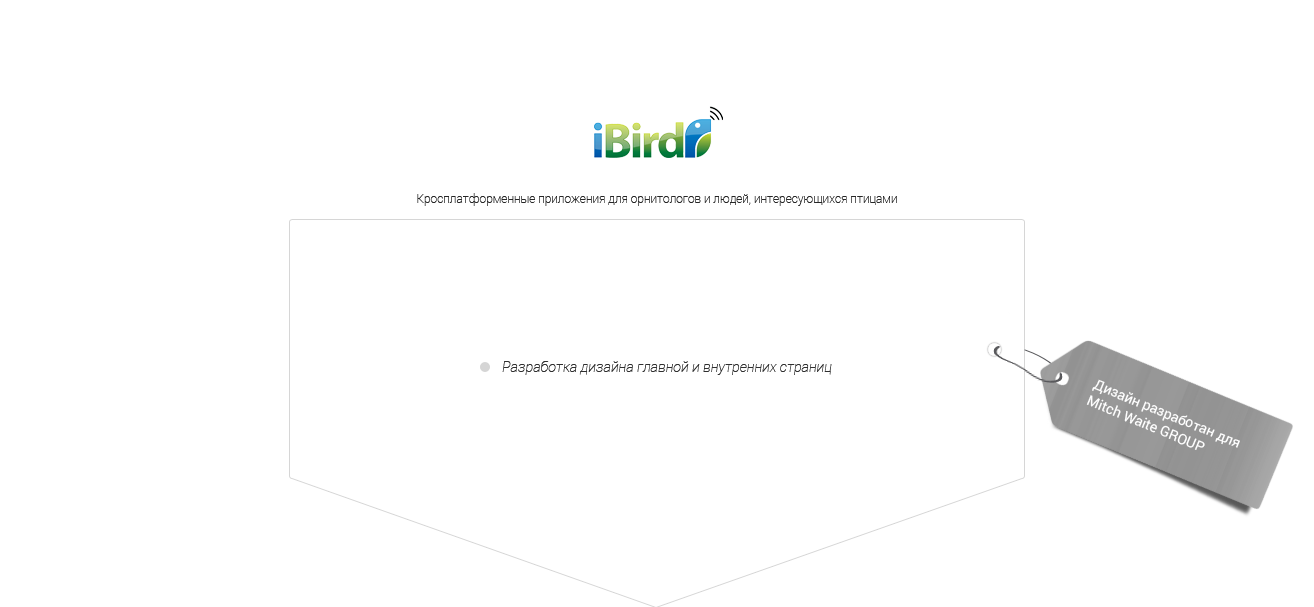 iBird
Кросплатформенные приложения для орнитологов и людей, интересующихся птицами
Разработка дизайна главной и внутренних страниц
Дизайн разработан для
Mitch Waite GROUP